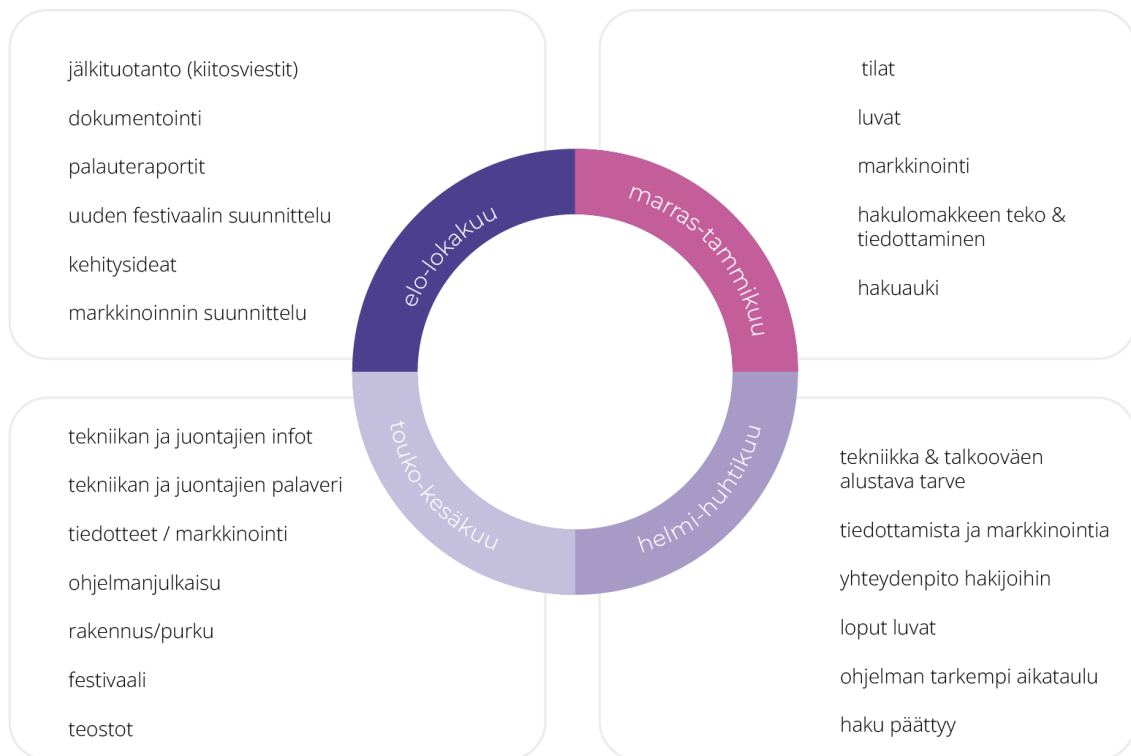 jälkituotanto (kiitosviestit)
dokumentointi
palauteraportit
uuden festivaalin suunnittelu
kehitysideat
markkinoinnin suunnittelu
elo-lokakuu
marras-tammikuu
tilat
luvat
markkinointi
hakulomakkeen teko &
tiedottaminen
hakuauki
tekniikan ja juontajien infot
tekniikan ja juontajien palaveri
tiedotteet / markkinointi
ohjelmanjulkaisu
rakennus/purku
festivaali
teostot
touko-kesäkuu
helmi-huhtikuu
tekniikka & talkooväen
alustava tarve
tiedottamista ja markkinointia
yhteydenpito hakijoihin
loput luvat
ohjelman tarkempi aikataulu
haku päättyy